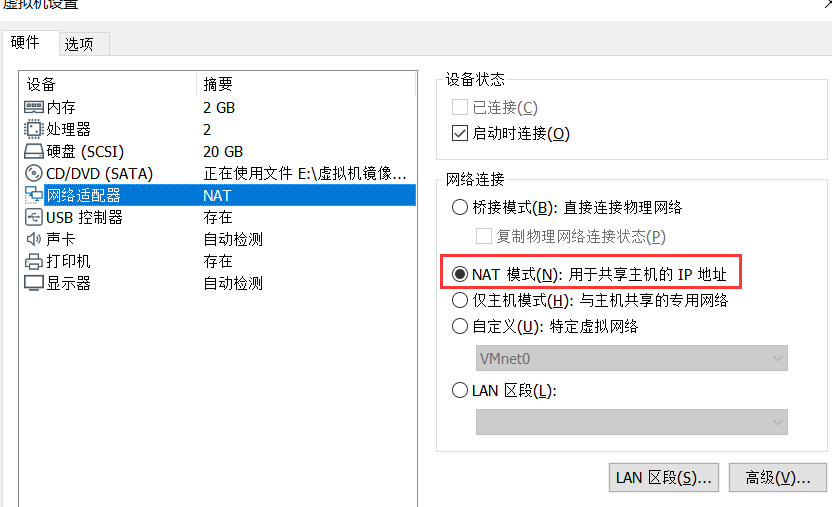 虚拟机设置
硬件 选项
设备 摘要
内存 2 GB
处理器 2
硬盘 (SCSI) 20 GB
CD/DVD (SATA) 正在使用文件 E:\虚拟机镜像...
网络适配器 NAT
USB 控制器 存在
声卡 自动检测
打印机 存在
显示器 自动检测
设备状态
已连接(C)
启动时连接(O)
网络连接
桥接模式(B): 直接连接物理网络
复制物理网络连接状态(P)
NAT 模式(N): 用于共享主机的 IP 地址
仅主机模式(H): 与主机共享的专用网络
自定义(U): 特定虚拟网络
VMnet0
LAN 区段(L):
LAN 区段(S)... 高级(V)...